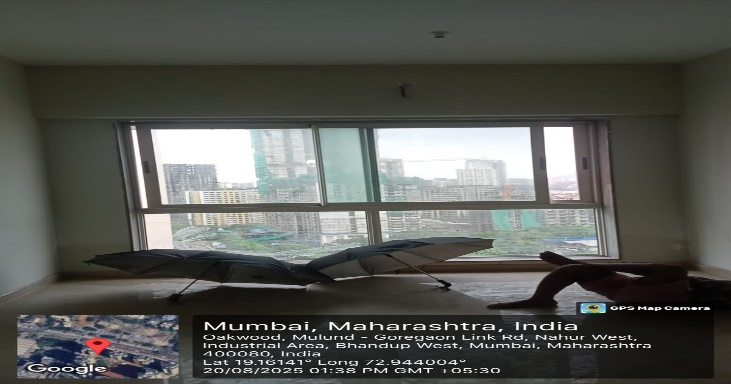 GPS Map Camera
Mumbai, Maharashtra, India
Oakwood, Mulund - Goregaon Link Rd, Nahur West,
Industrial Area, Bhandup West, Mumbai, Maharashtra
400080, India
Lat 19.16141° Long 72.944004°
20/08/2025 01:38 PM GMT +05:30
Google